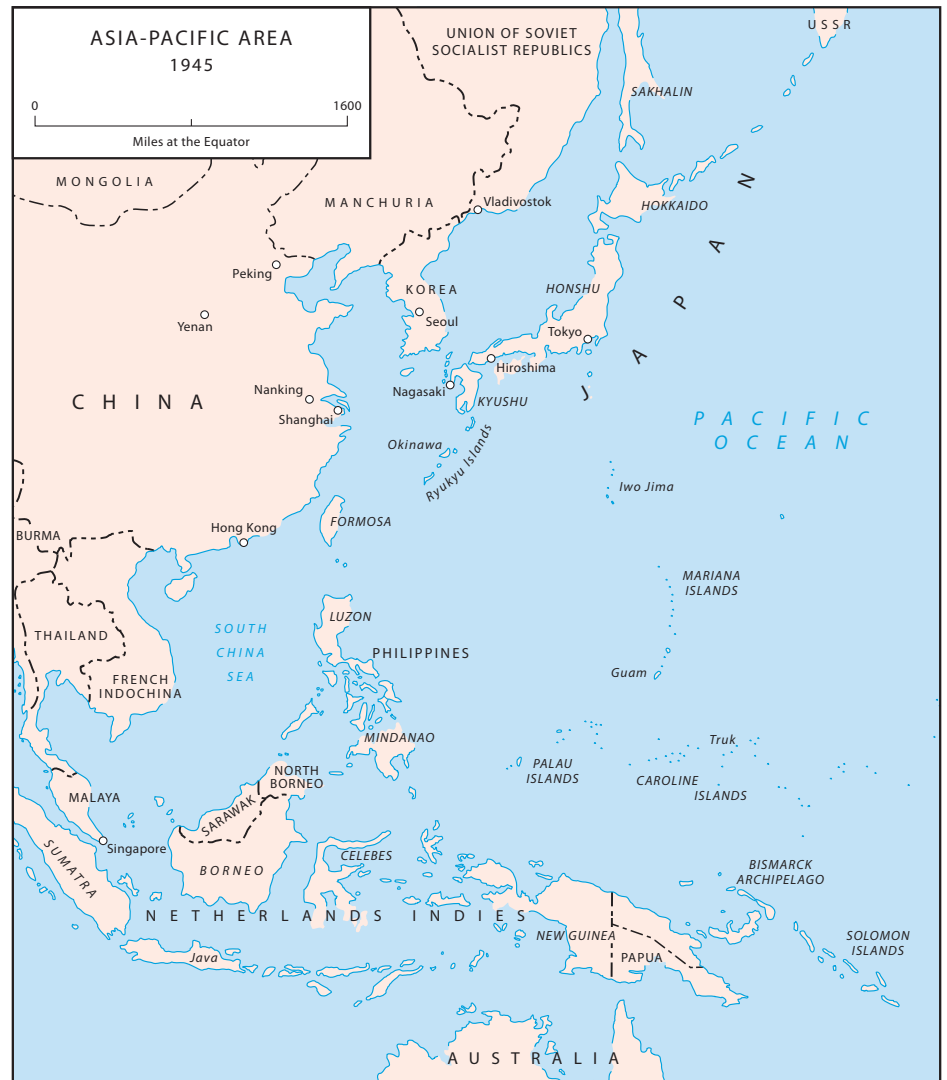 ASIA-PACIFIC AREA
1945
0 1600
Miles at the Equator
UNION OF SOVIET
SOCIALIST REPUBLICS
USSR
SAKHALIN
MONGOLIA
MANCHURIA
Vladivostok
HOKKAIDO
JAPAN
Peking
KOREA
HONSHU
Yenan
Seoul
Tokyo
Hiroshima
Nanking
Nagasaki
KYUSHU
CHINA
Shanghai
PACIFIC
OCEAN
Okinawa
Ryukyu Islands
Iwo Jima
Hong Kong
FORMOSA
BURMA
MARIANA
ISLANDS
LUZON
THAILAND
SOUTH
CHINA
SEA
PHILIPPINES
FRENCH
INDOCHINA
Guam
MINDANAO
Truk
PALAU
ISLANDS
CAROLINE
ISLANDS
NORTH
BORNEO
MALAYA
SARAWAK
Singapore
SUMATRA
BORNEO
CELEBES
BISMARCK
ARCHIPELAGO
NETHERLANDS INDIES
NEW GUINEA
SOLOMON
ISLANDS
Java
PAPUA
AUSTRALIA